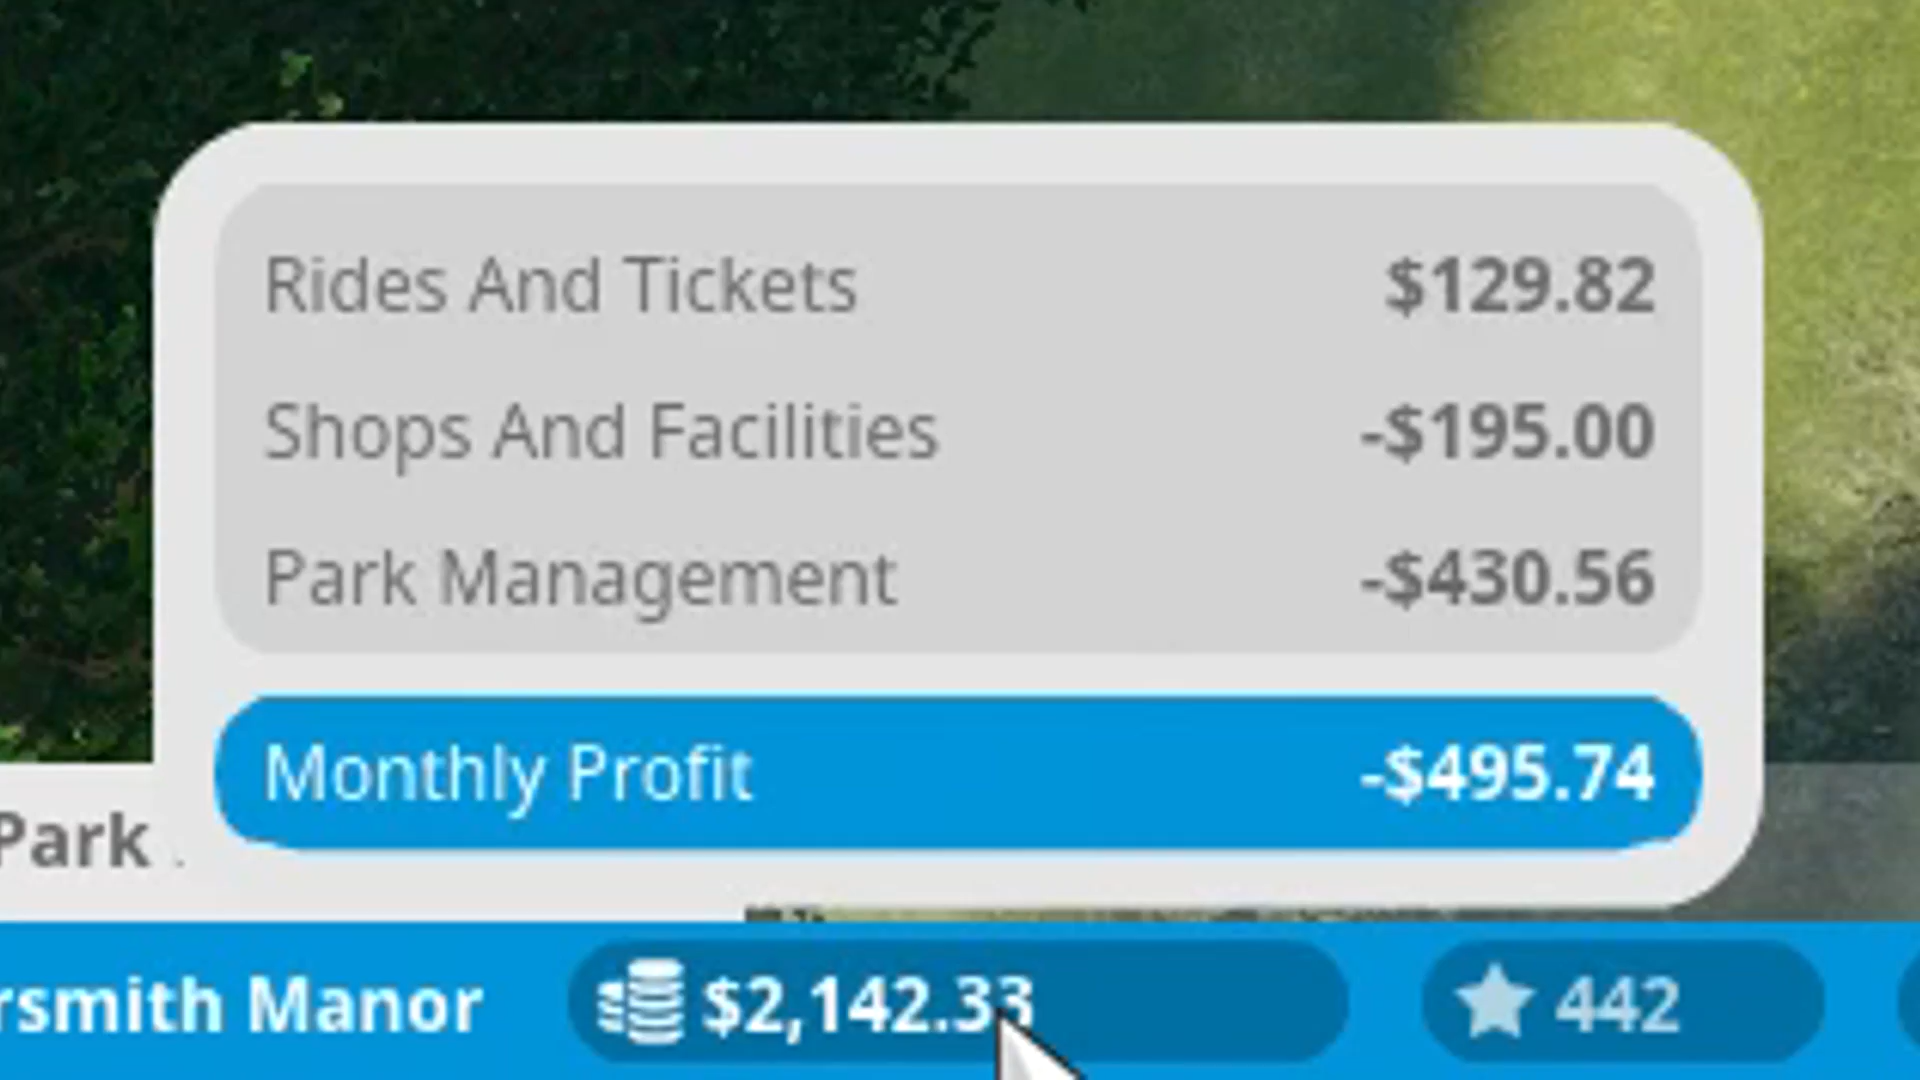 Rides And Tickets $129.82
Shops And Facilities -$195.00
Park Management -$430.56
Monthly Profit -$495.74
Park
rsmith Manor $2,142.33 442